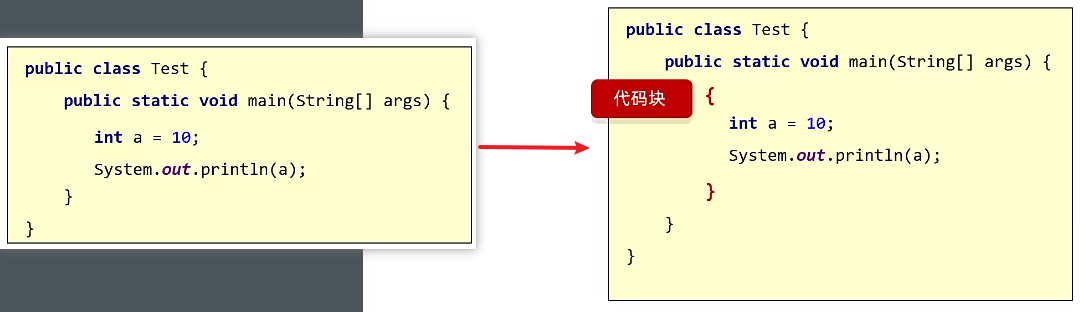 public class Test {
public static void main(String[] args) {
int a = 10;
System.out.println(a);
}
}
public class Test {
public static void main(String[] args) {
代码块
{
int a = 10;
System.out.println(a);
}
}
}